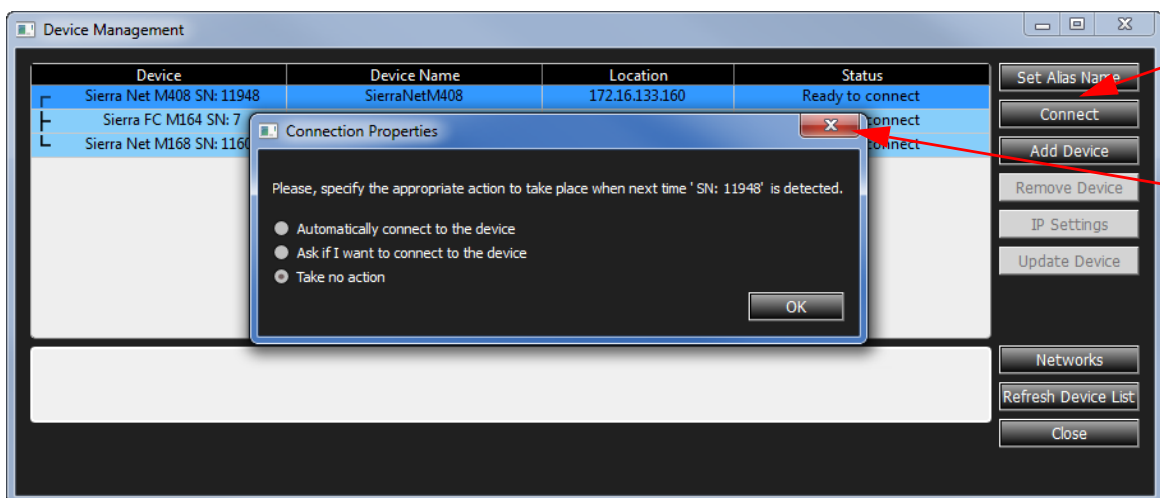 Device Management
Device Device Name Location Status
Sierra Net M408 SN: 11948 SierraNetM408 172.16.133.160 Ready to connect
Sierra FC M164 SN: 7 connect
Sierra Net M168 SN: 1160 connect
Connection Properties
Please, specify the appropriate action to take place when next time ' SN: 11948' is detected.
Automatically connect to the device
Ask if I want to connect to the device
Take no action
OK
Set Alias Name
Connect
Add Device
Remove Device
IP Settings
Update Device
Networks
Refresh Device List
Close